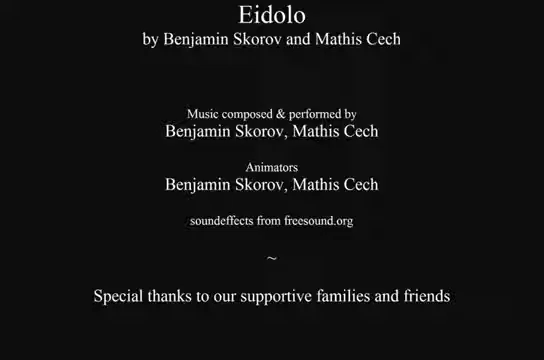 Eidolo
by Benjamin Skorov and Mathis Cech
Music composed & performed by
Benjamin Skorov, Mathis Cech
Animators
Benjamin Skorov, Mathis Cech
soundeffects from freesound.org
~
Special thanks to our supportive families and friends